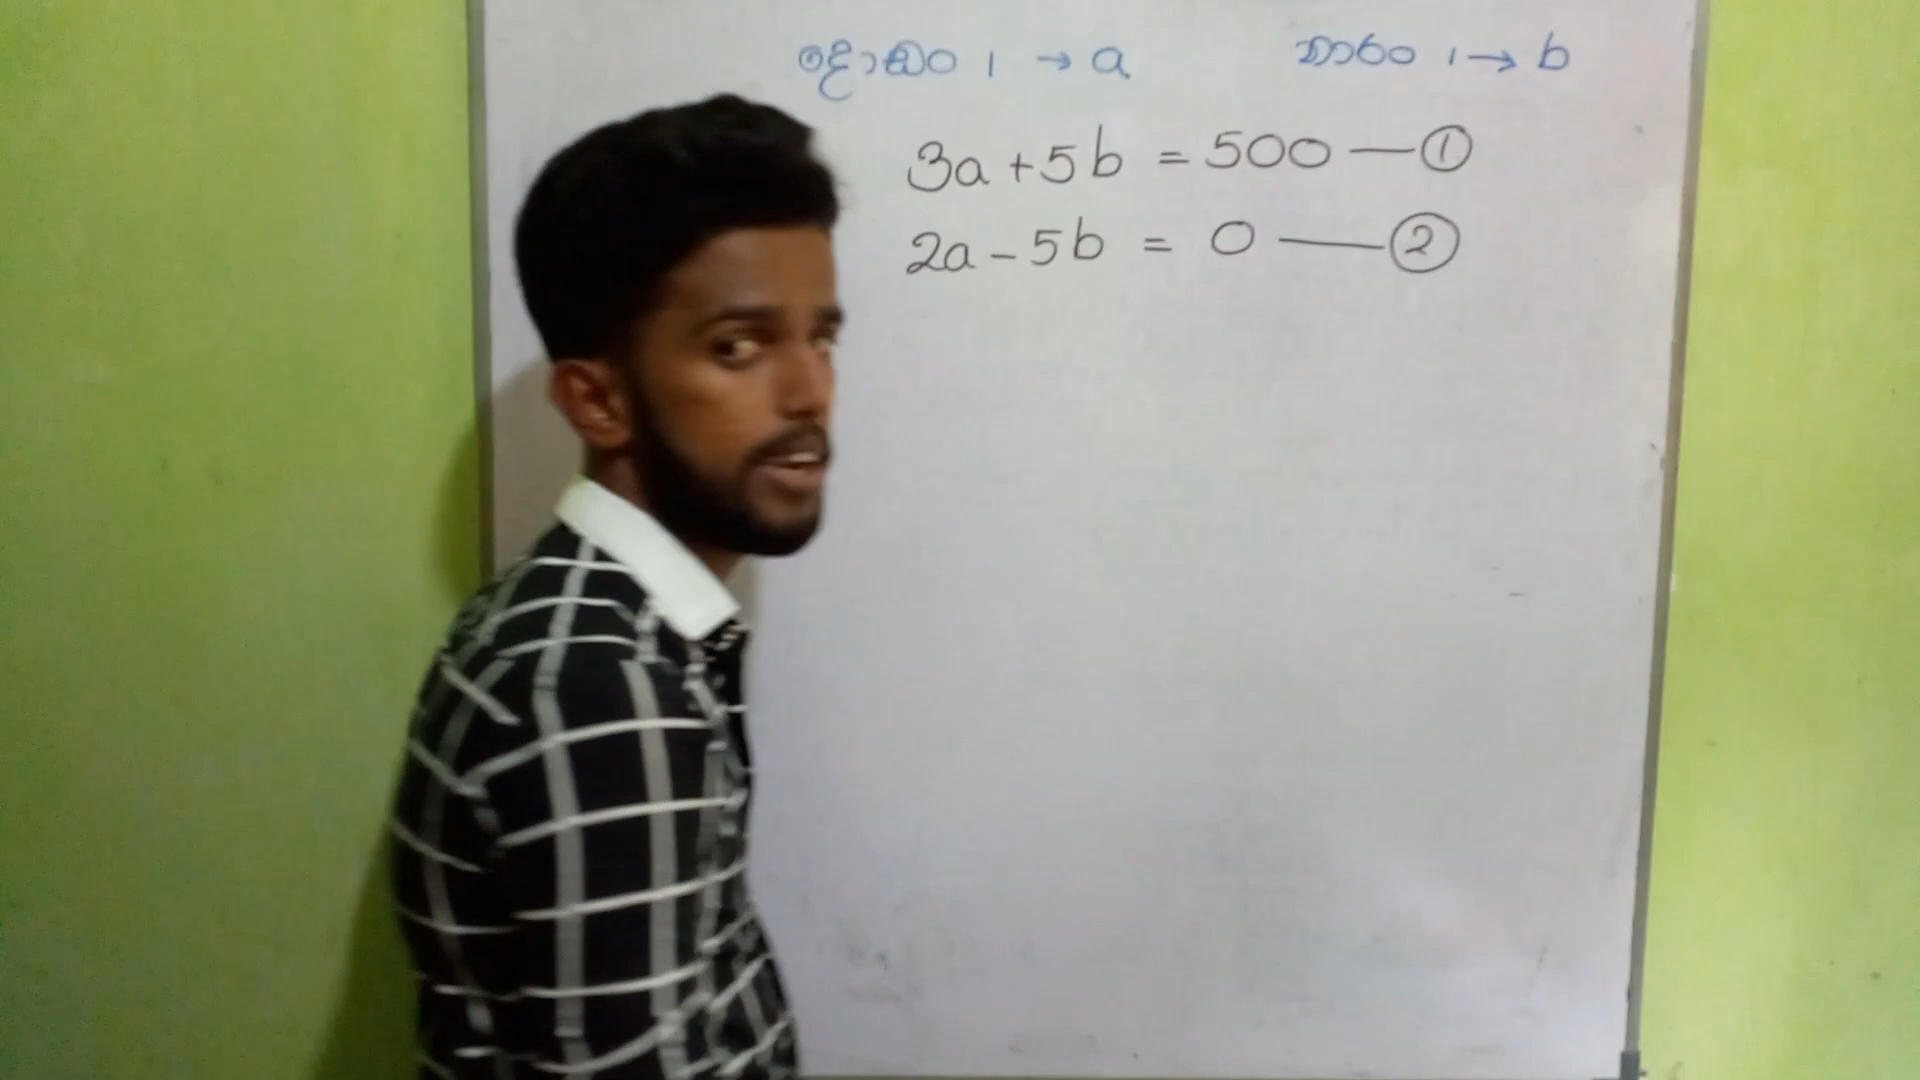 දොඩං 1 → a නාරං 1 → b
3a + 5b = 500 — ①
2a - 5b = 0 — ②